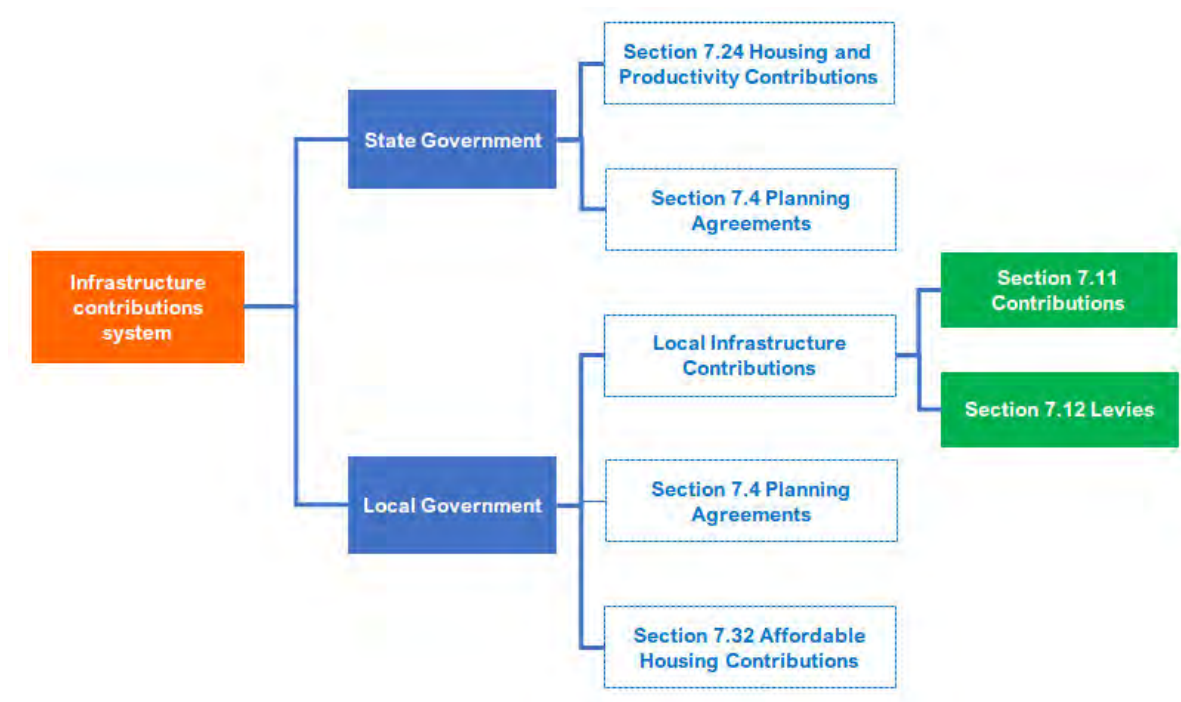 Section 7.24 Housing and
Productivity Contributions
State Government
Section 7.4 Planning
Agreements
Infrastructure
contributions
system
Section 7.11
Contributions
Local Infrastructure
Contributions
Section 7.12 Levies
Local Government
Section 7.4 Planning
Agreements
Section 7.32 Affordable
Housing Contributions